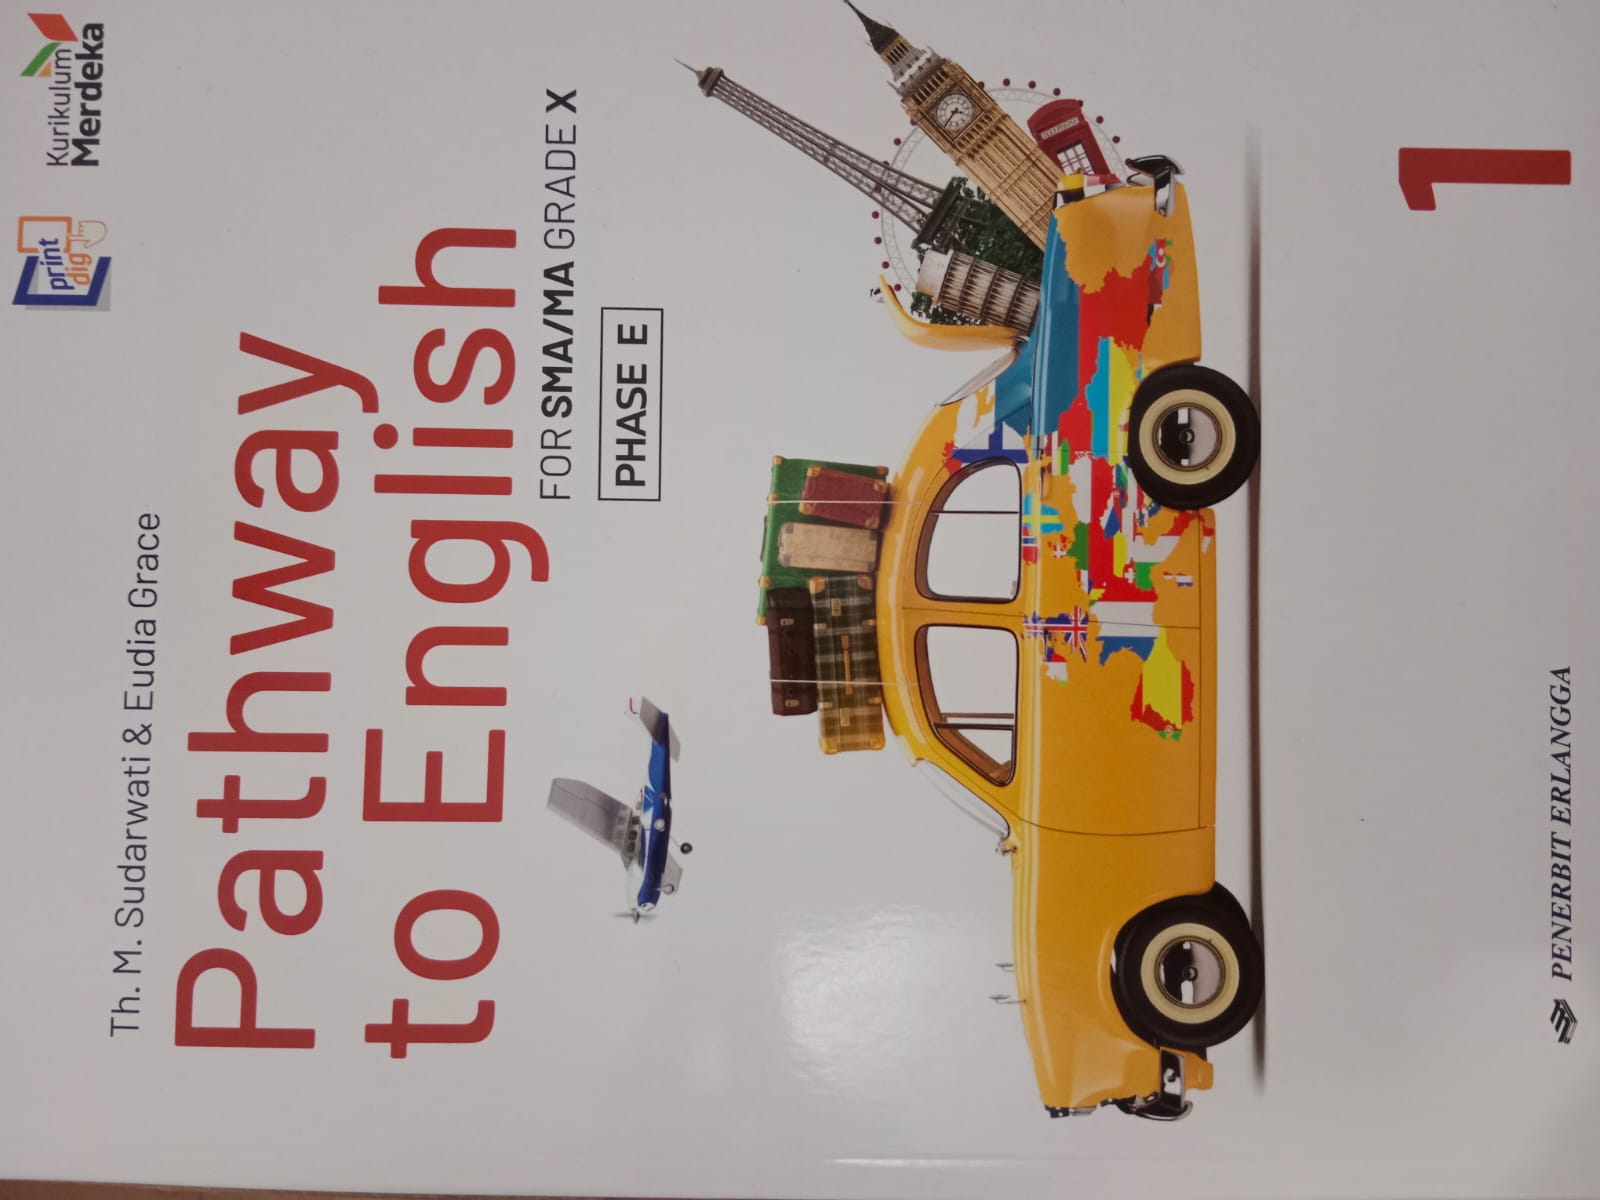 print
dig
Kurikulum
Merdeka
Th. M. Sudarwati & Eudia Grace
Pathway
to English
FOR SMA/MA GRADE X
PHASE E
1
PENERBIT ERLANGGA